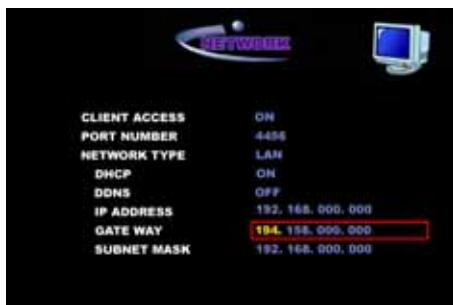 NETWORK
CLIENT ACCESS ON
PORT NUMBER 4456
NETWORK TYPE LAN
DHCP ON
DDNS OFF
IP ADDRESS 192. 168. 000. 000
GATE WAY 194. 158. 000. 000
SUBNET MASK 192. 168. 000. 000